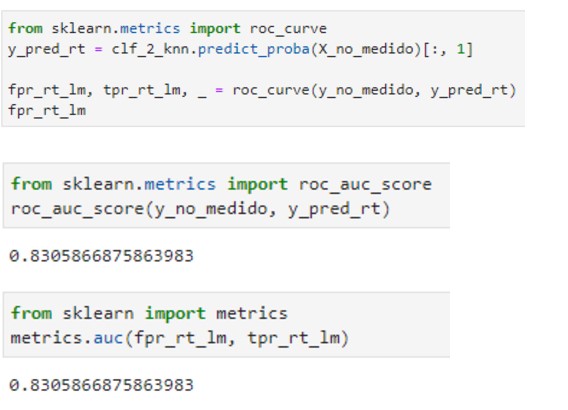 from sklearn.metrics import roc_curve
y_pred_rt = clf_2_knn.predict_proba(X_no_medido)[:, 1]
fpr_rt_lm, tpr_rt_lm, _ = roc_curve(y_no_medido, y_pred_rt)
fpr_rt_lm
from sklearn.metrics import roc_auc_score
roc_auc_score(y_no_medido, y_pred_rt)
0.8305866875863983
from sklearn import metrics
metrics.auc(fpr_rt_lm, tpr_rt_lm)
0.8305866875863983